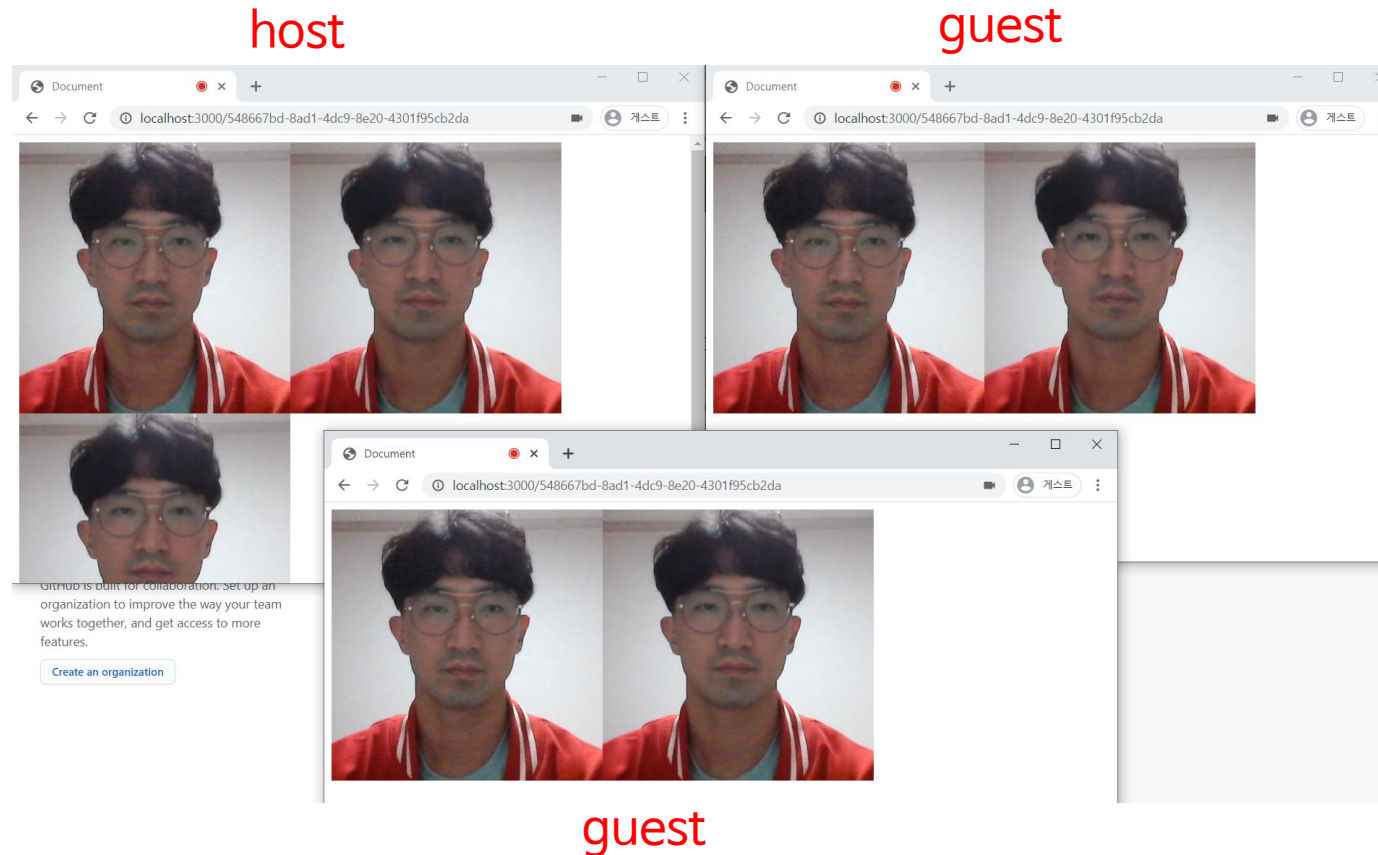 host
guest
Document
localhost:3000/548667bd-8ad1-4dc9-8e20-4301f95cb2da
게스트
Document
localhost:3000/548667bd-8ad1-4dc9-8e20-4301f95cb2da
게스트
Document
localhost:3000/548667bd-8ad1-4dc9-8e20-4301f95cb2da
게스트
GitHub is built for collaboration. Set up an
organization to improve the way your team
works together, and get access to more
features.
Create an organization
guest